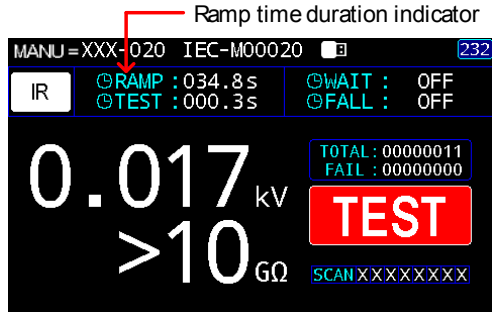 Ramp time duration indicator
MANU=XXX-020 IEC-M00020 232
IR RAMP :034.8s WAIT : OFF
TEST :000.3s FALL : OFF
0.017 kV
TOTAL:00000011
FAIL :00000000
TEST
>10 GΩ
SCAN XXXXXXXX